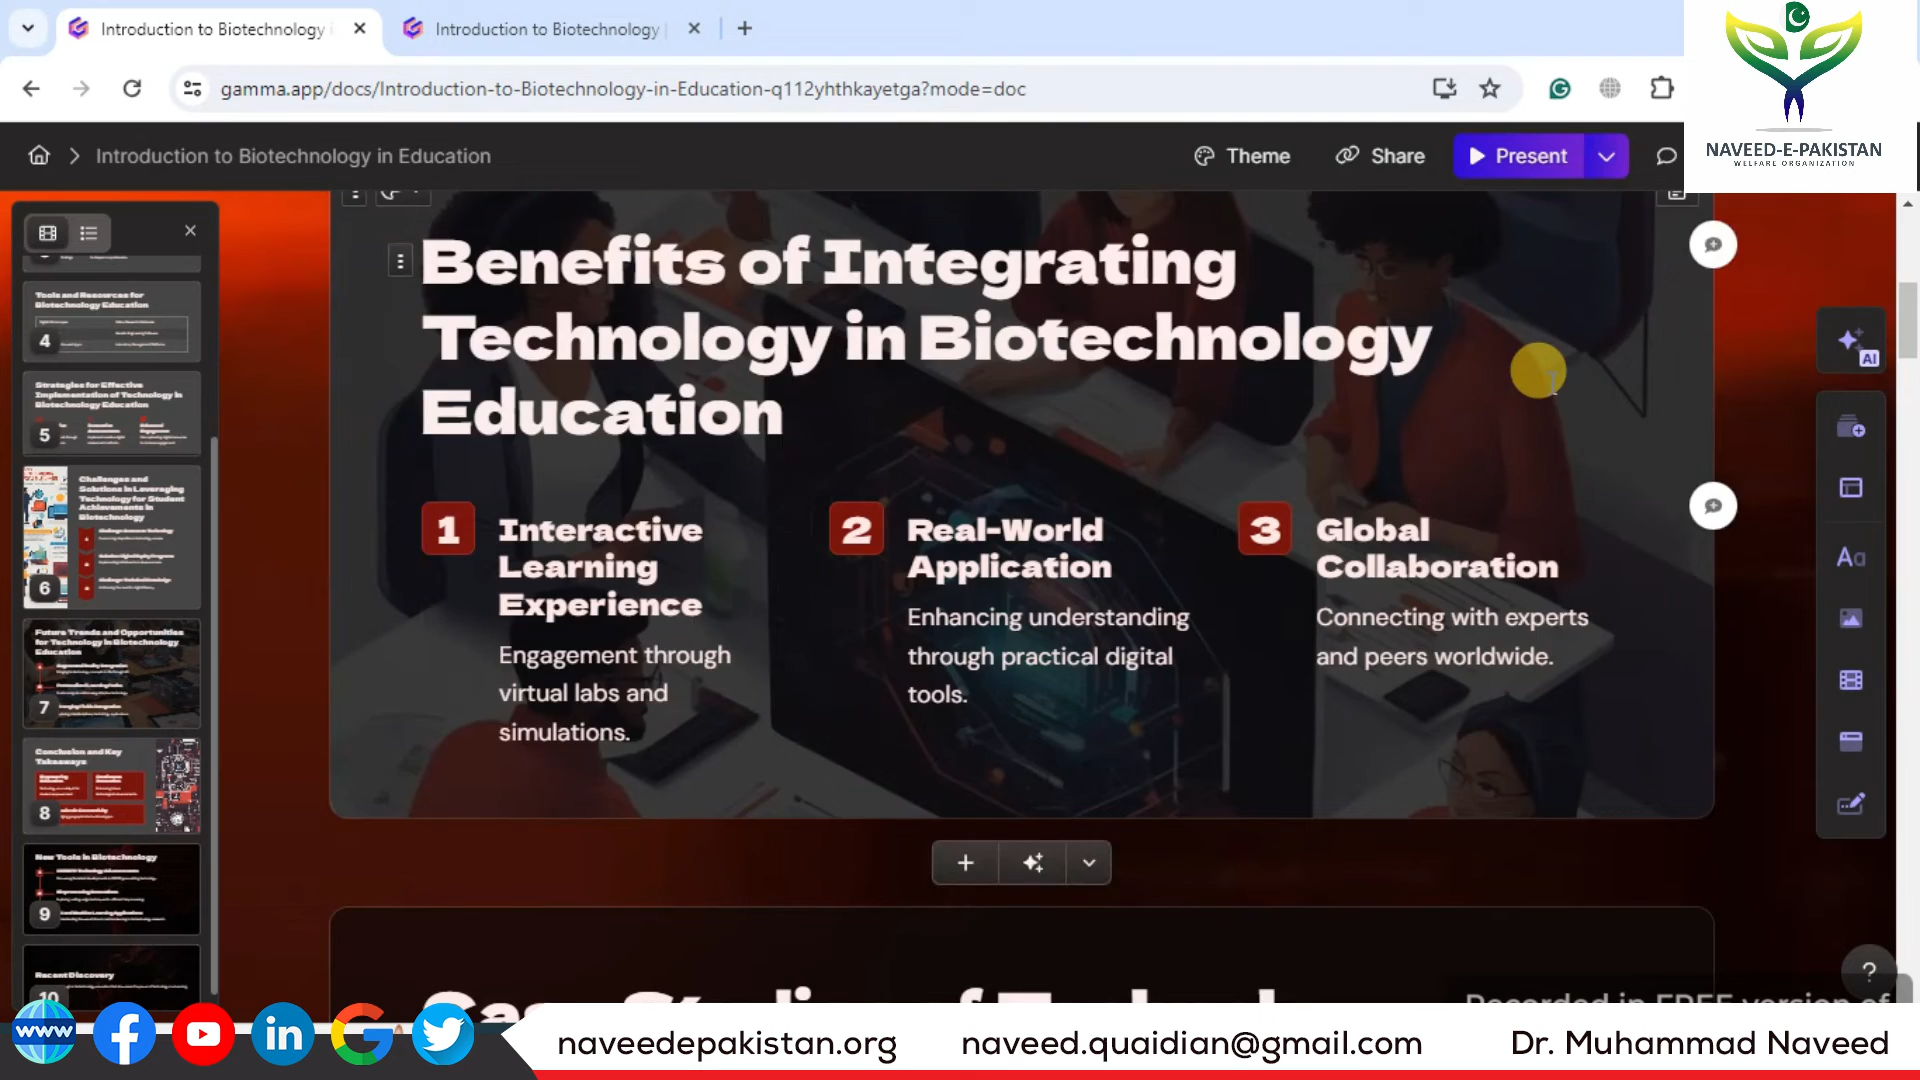 Introduction to Biotechnology i
Introduction to Biotechnology
gamma.app/docs/Introduction-to-Biotechnology-in-Education-q112yhthkayetga?mode=doc
NAVEED-E-PAKISTAN
WELFARE ORGANIZATION
Introduction to Biotechnology in Education
Theme
Share
Present
Tools and Resources for
Biotechnology Education
4
Strategies for Effective
Implementation of Technology in
Biotechnology Education
5
Challenges and
Solutions in Leveraging
Technology for Student
Achievements in
Biotechnology
6
Future Trends and Opportunities
for Technology in Biotechnology
Education
7
Conclusion and Key
Takeaways
8
New Tools in Biotechnology
9
Recent Discovery
10
Benefits of Integrating
Technology in Biotechnology
Education
1
Interactive
Learning
Experience
Engagement through
virtual labs and
simulations.
2
Real-World
Application
Enhancing understanding
through practical digital
tools.
3
Global
Collaboration
Connecting with experts
and peers worldwide.
AI
Aa
?
Recorded in FREE version of
www
naveedepakistan.org
naveed.quaidian@gmail.com
Dr. Muhammad Naveed